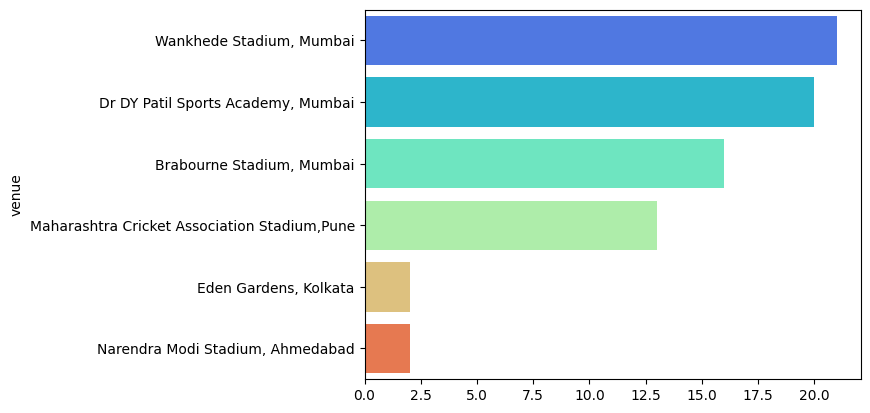 Wankhede Stadium, Mumbai
Dr DY Patil Sports Academy, Mumbai
Brabourne Stadium, Mumbai
venue
Maharashtra Cricket Association Stadium,Pune
Eden Gardens, Kolkata
Narendra Modi Stadium, Ahmedabad
0.0 2.5 5.0 7.5 10.0 12.5 15.0 17.5 20.0